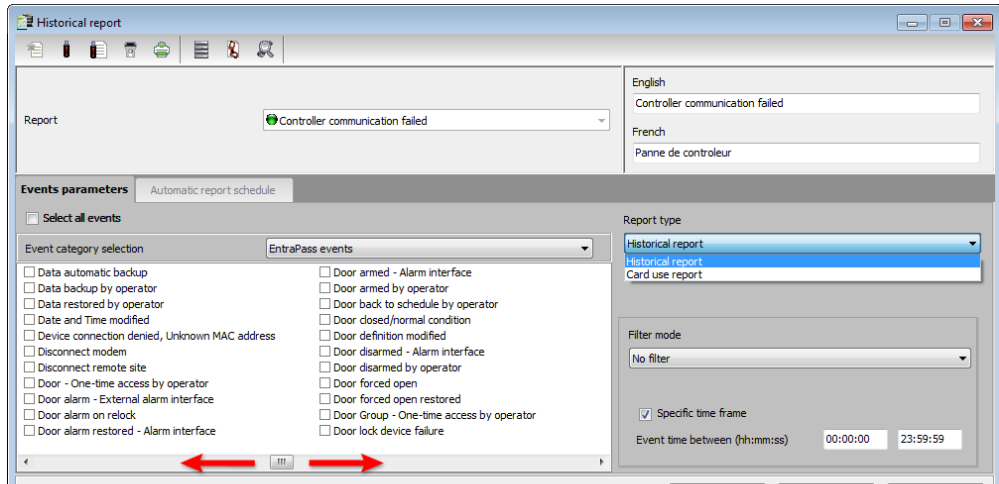 Historical report
Report
Controller communication failed
English
Controller communication failed
French
Panne de controleur
Events parameters
Automatic report schedule
Select all events
Event category selection
EntraPass events
Data automatic backup
Data backup by operator
Data restored by operator
Date and Time modified
Device connection denied, Unknown MAC address
Disconnect modem
Disconnect remote site
Door - One-time access by operator
Door alarm - External alarm interface
Door alarm on relock
Door alarm restored - Alarm interface
Door armed - Alarm interface
Door armed by operator
Door back to schedule by operator
Door closed/normal condition
Door definition modified
Door disarmed - Alarm interface
Door disarmed by operator
Door forced open
Door forced open restored
Door Group - One-time access by operator
Door lock device failure
Report type
Historical report
Historical report
Card use report
Filter mode
No filter
Specific time frame
Event time between (hh:mm:ss)
00:00:00
23:59:59